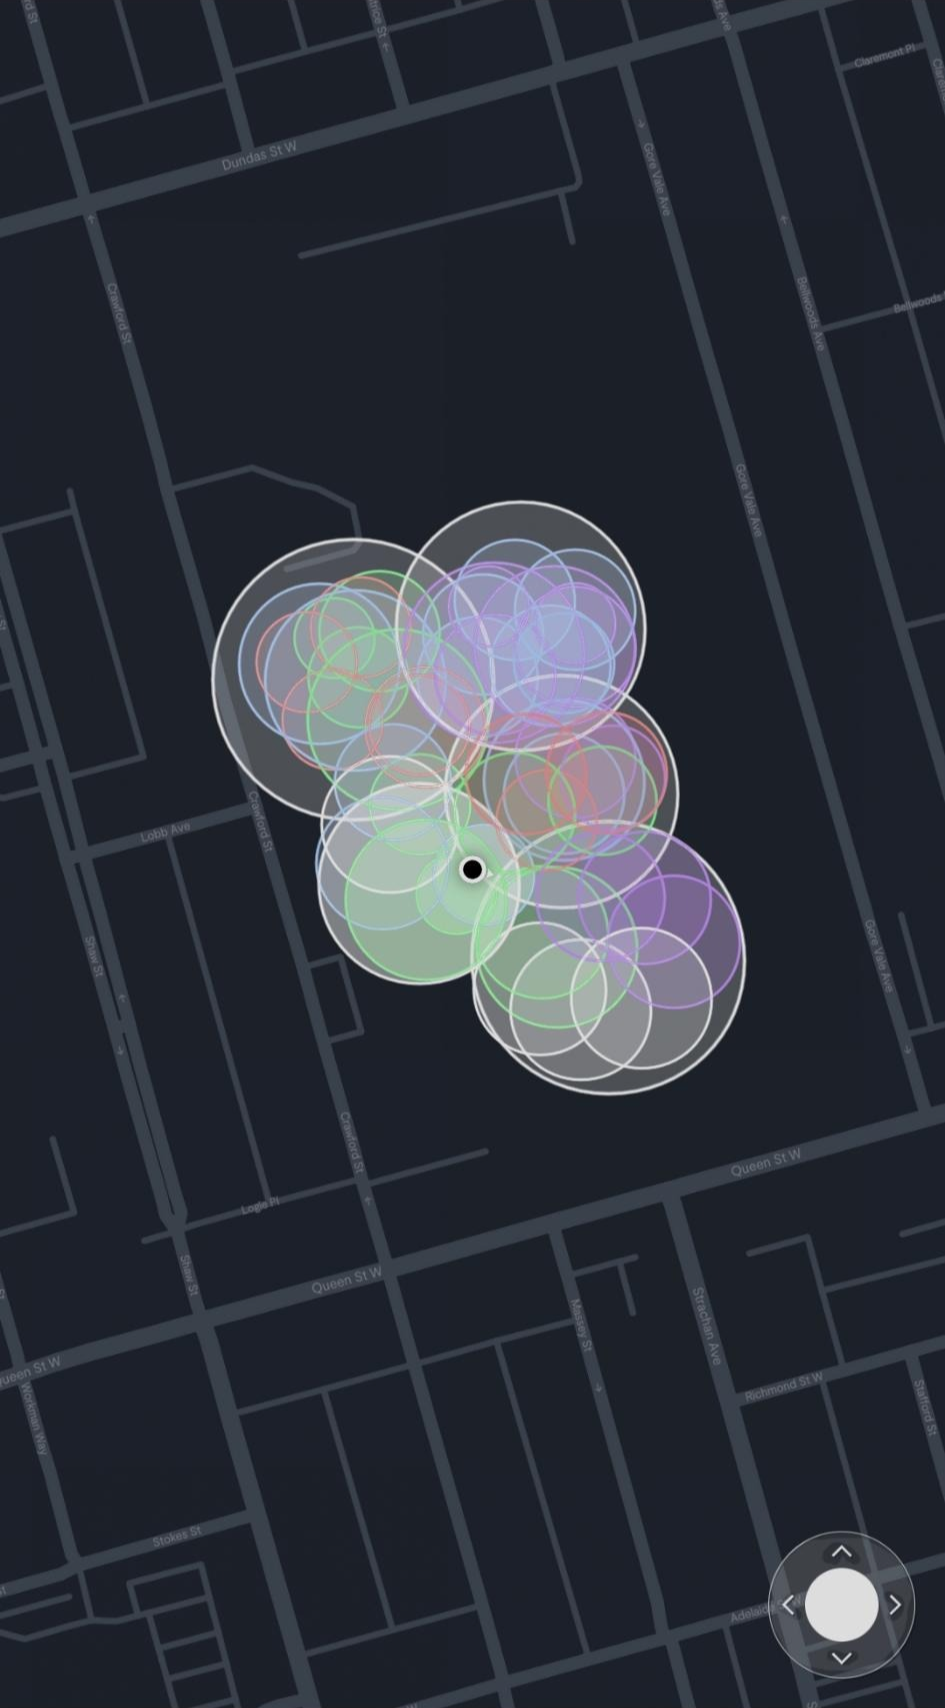 Claremont Pl
Dundas St W
Gore Vale Ave
Crawford St
Bellwoods Ave
Bellwoods
Gore Vale Ave
Lobb Ave
Crawford St
Shaw St
Gore Vale Ave
Crawford St
Queen St W
Logie Pl
Shaw St
Queen St W
Massey St
Strachan Ave
Queen St W
Richmond St W
Workman Way
Stafford St
Stokes St
Adelaide